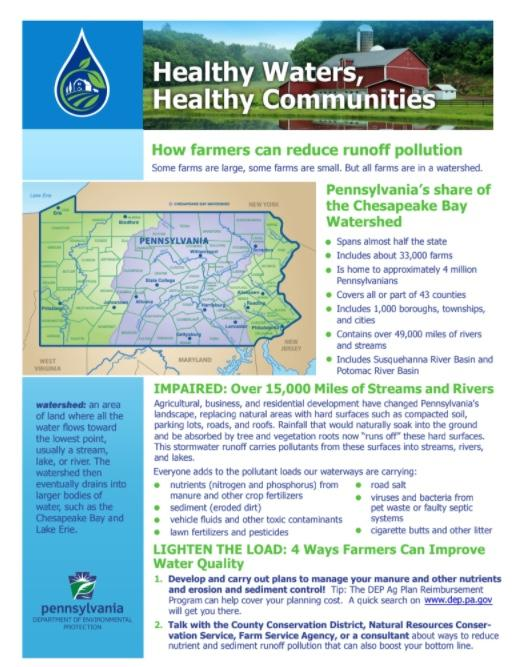 Healthy Waters,
Healthy Communities
How farmers can reduce runoff pollution
Some farms are large, some farms are small. But all farms are in a watershed.
Lake Erie
CHESAPEAKE BAY WATERSHED
NEW YORK
Erie
Bradford
PENNSYLVANIA
Williamsport
Scranton
State College
Pittsburgh
Johnstown
Altoona
Harrisburg
Allentown
Reading
Lancaster
Philadelphia
Gettysburg
WEST
VIRGINIA
MARYLAND
NEW
JERSEY
Pennsylvania's share of
the Chesapeake Bay
Watershed
● Spans almost half the state
● Includes about 33,000 farms
● Is home to approximately 4 million
Pennsylvanians
● Covers all or part of 43 counties
● Includes 1,000 boroughs, townships,
and cities
● Contains over 49,000 miles of rivers
and streams
● Includes Susquehanna River Basin and
Potomac River Basin
watershed: an area
of land where all the
water flows toward
the lowest point,
usually a stream,
lake, or river. The
watershed then
eventually drains into
larger bodies of
water, such as the
Chesapeake Bay and
Lake Erie.
pennsylvania
DEPARTMENT OF ENVIRONMENTAL
PROTECTION
IMPAIRED: Over 15,000 Miles of Streams and Rivers
Agricultural, business, and residential development have changed Pennsylvania's
landscape, replacing natural areas with hard surfaces such as compacted soil,
parking lots, roads, and roofs. Rainfall that would naturally soak into the ground
and be absorbed by tree and vegetation roots now "runs off" these hard surfaces.
This stormwater runoff carries pollutants from these surfaces into streams, rivers,
and lakes.
Everyone adds to the pollutant loads our waterways are carrying:
● nutrients (nitrogen and phosphorus) from
manure and other crop fertilizers
● sediment (eroded dirt)
● vehicle fluids and other toxic contaminants
● lawn fertilizers and pesticides
● road salt
● viruses and bacteria from
pet waste or faulty septic
systems
● cigarette butts and other litter
LIGHTEN THE LOAD: 4 Ways Farmers Can Improve
Water Quality
1. Develop and carry out plans to manage your manure and other nutrients
and erosion and sediment control! Tip: The DEP Ag Plan Reimbursement
Program can help cover your planning cost. A quick search on www.dep.pa.gov
will get you there.
2. Talk with the County Conservation District, Natural Resources Conser-
vation Service, Farm Service Agency, or a consultant about ways to reduce
nutrient and sediment runoff pollution that can also boost your bottom line.